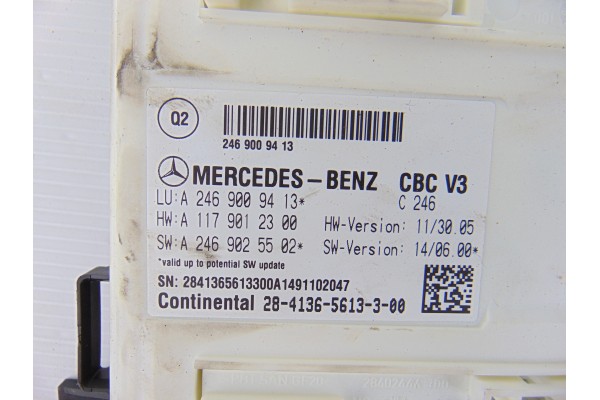 Q2
246 900 94 13
MERCEDES-BENZ CBC V3
LU:A 246 900 94 13* C 246
HW:A 117 901 23 00 HW-Version: 11/30.05
SW:A 246 902 55 02* SW-Version: 14/06.00*
*valid up to potential SW update
SN: 2841365613300A1491102047
Continental 28-4136-5613-3-00